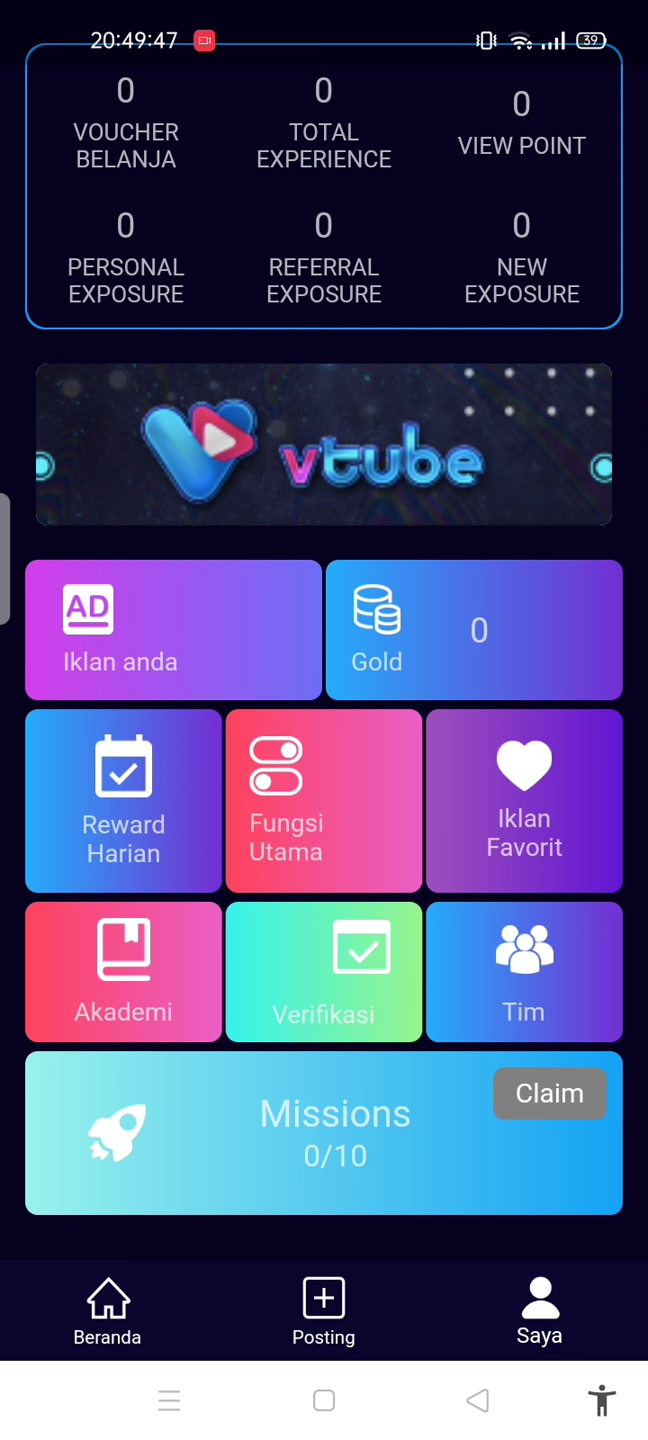 20:49:47
39
0
0
0
VOUCHER
BELANJA
TOTAL
EXPERIENCE
VIEW POINT
0
0
0
PERSONAL
EXPOSURE
REFERRAL
EXPOSURE
NEW
EXPOSURE
vtube
AD
Iklan anda
Gold
0
Reward
Harian
Fungsi
Utama
Iklan
Favorit
Akademi
Verifikasi
Tim
Missions
0/10
Claim
Beranda
Posting
Saya